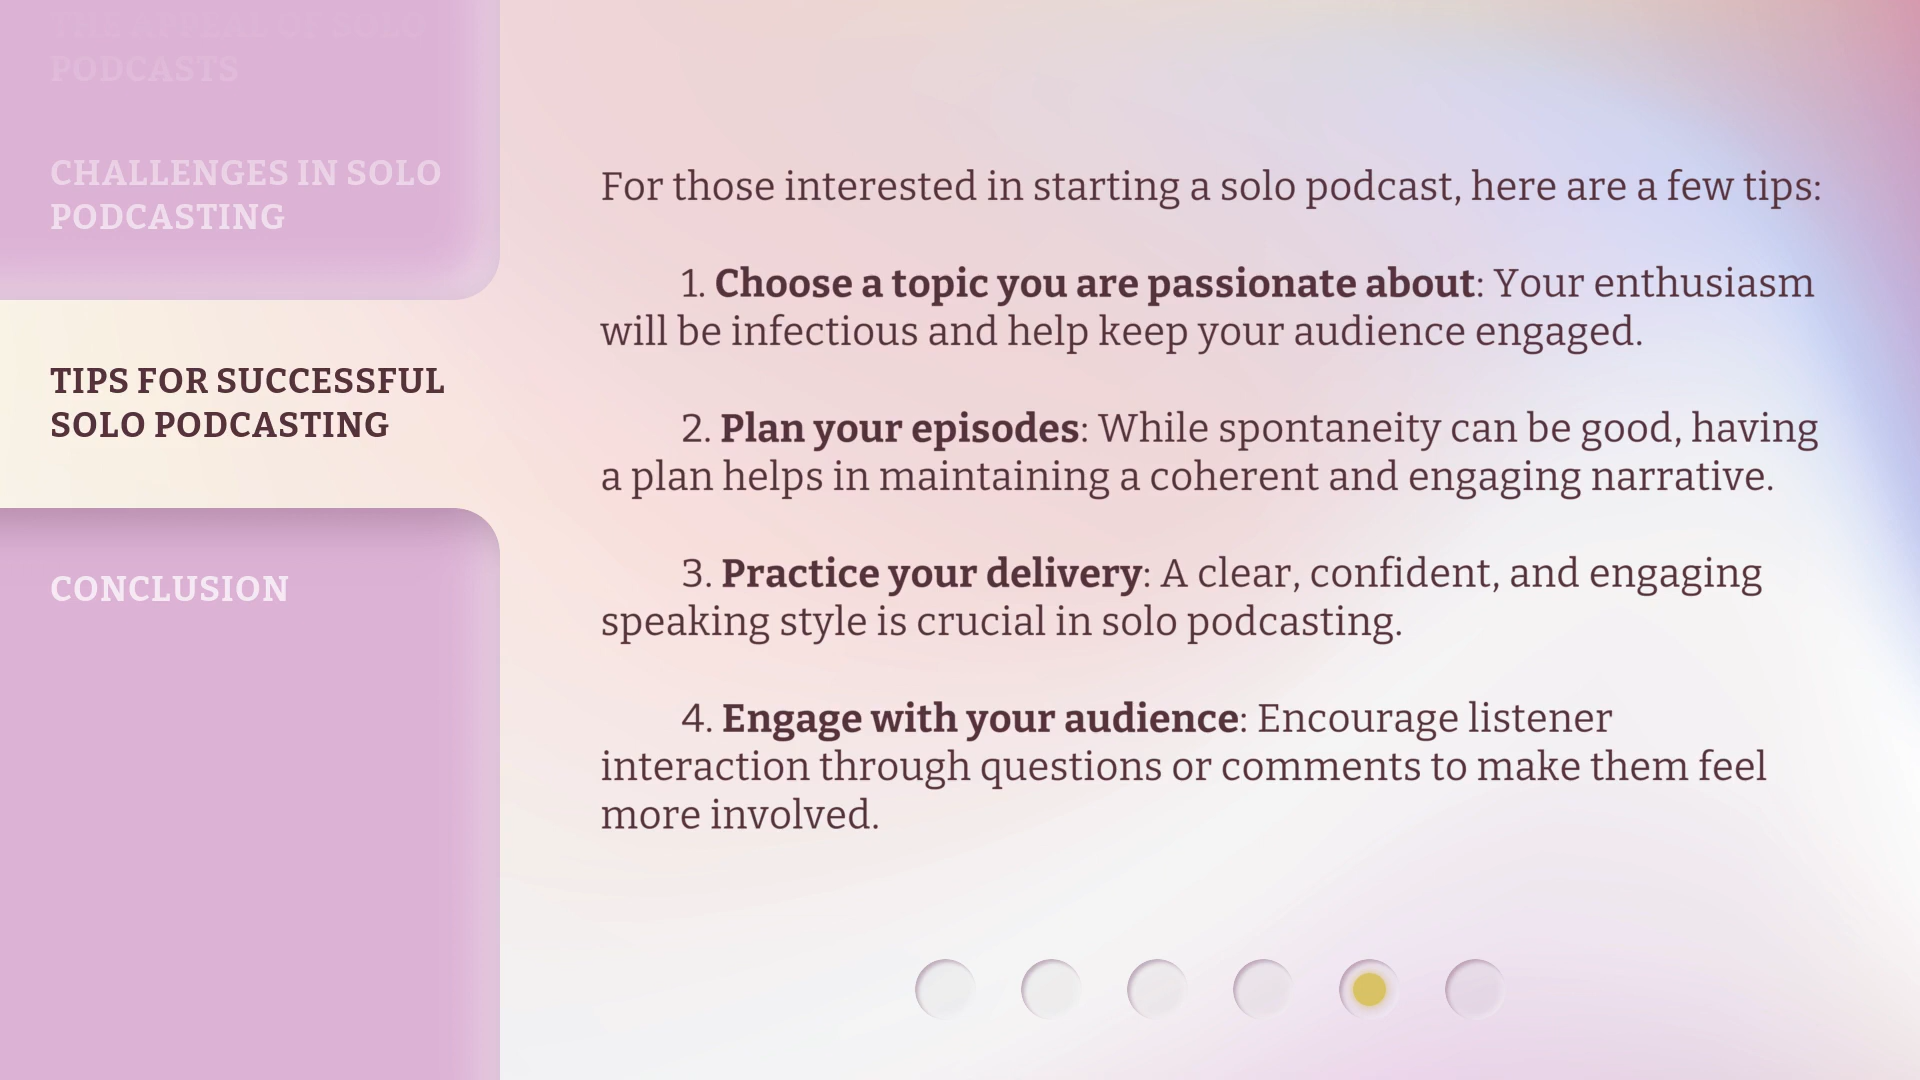 THE APPEAL OF SOLO
PODCASTS
CHALLENGES IN SOLO
PODCASTING
TIPS FOR SUCCESSFUL
SOLO PODCASTING
CONCLUSION
For those interested in starting a solo podcast, here are a few tips:
1. Choose a topic you are passionate about: Your enthusiasm
will be infectious and help keep your audience engaged.
2. Plan your episodes: While spontaneity can be good, having
a plan helps in maintaining a coherent and engaging narrative.
3. Practice your delivery: A clear, confident, and engaging
speaking style is crucial in solo podcasting.
4. Engage with your audience: Encourage listener
interaction through questions or comments to make them feel
more involved.